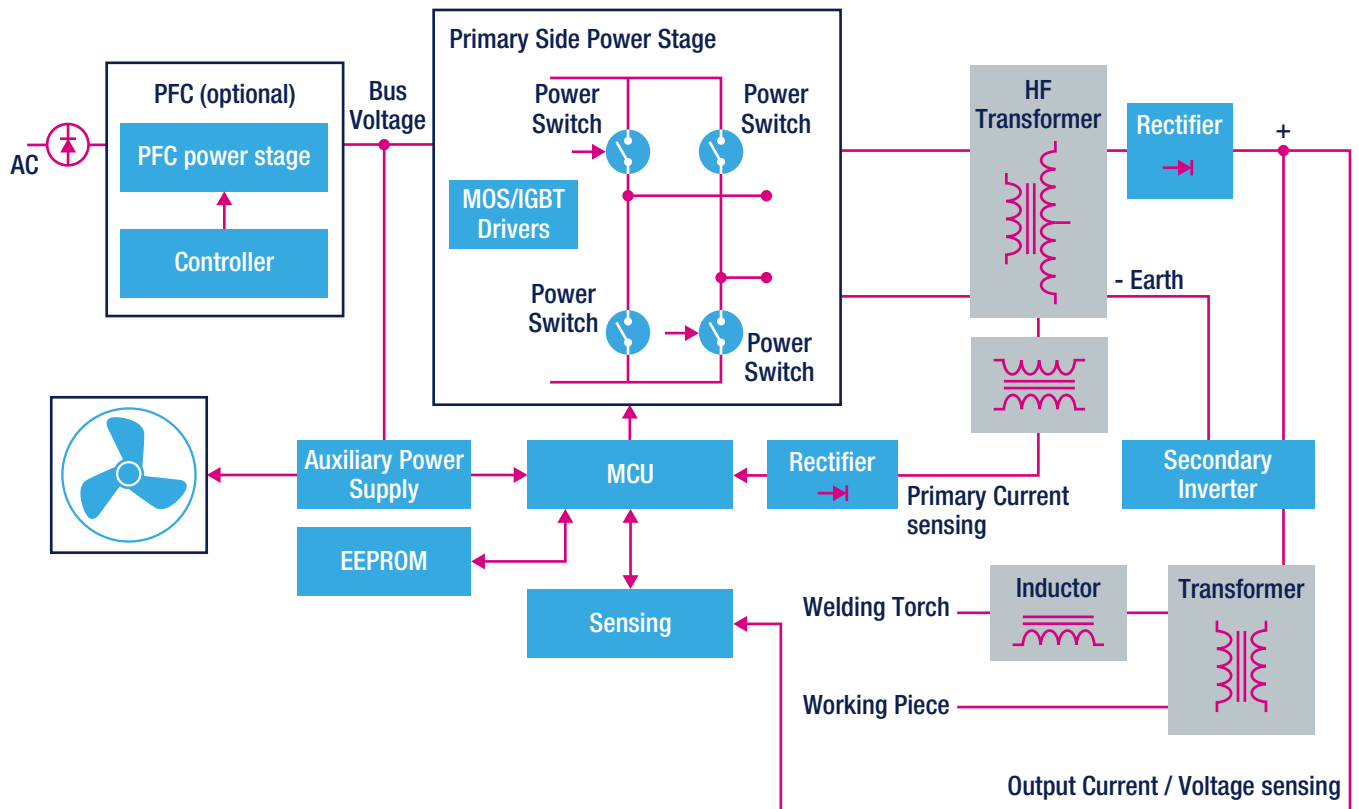 Primary Side Power Stage
PFC (optional)
PFC power stage
Controller
AC
Bus
Voltage
Power
Switch
Power
Switch
MOS/IGBT
Drivers
Power
Switch
Power
Switch
HF
Transformer
Rectifier
+
- Earth
Auxiliary Power
Supply
MCU
Rectifier
Primary Current
sensing
Secondary
Inverter
EEPROM
Sensing
Welding Torch
Inductor
Transformer
Working Piece
Output Current / Voltage sensing